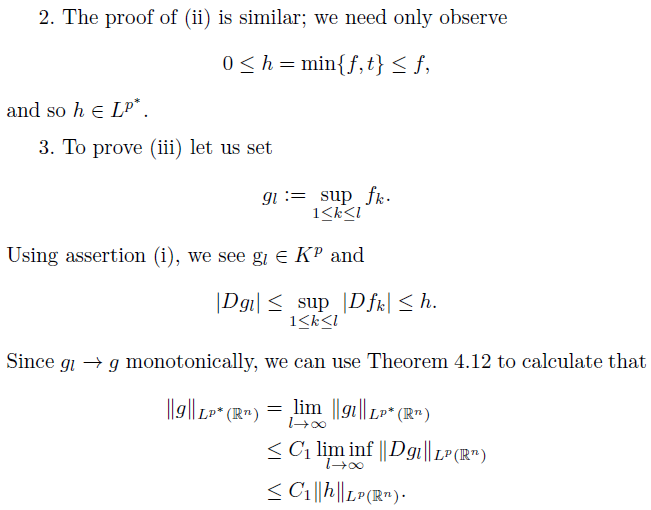 2. The proof of (ii) is similar; we need only observe
0 ≤ h = min{f, t} ≤ f,
and so h ∈ L^{p*}.
3. To prove (iii) let us set
g_l := sup_{1≤k≤l} f_k.
Using assertion (i), we see g_l ∈ K^p and
|Dg_l| ≤ sup_{1≤k≤l} |Df_k| ≤ h.
Since g_l → g monotonically, we can use Theorem 4.12 to calculate that
‖g‖_{L^{p*}(ℝ^n)} = lim_{l→∞} ‖g_l‖_{L^{p*}(ℝ^n)}
≤ C_1 lim inf_{l→∞} ‖Dg_l‖_{L^p(ℝ^n)}
≤ C_1‖h‖_{L^p(ℝ^n)}.